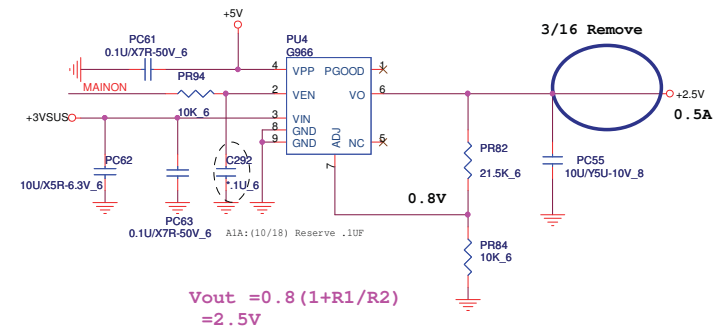 +5V
3/16 Remove
PC61
0.1U/X7R-50V_6
PU4
G966
4 VPP PGOOD 1
PR94
MAINON
2 VEN VO 6
+2.5V
10K_6
0.5A
+3VSUS
3 VIN
8 GND
9 GND ADJ NC 5
7
PC62
10U/X5R-6.3V_6
C292
*.1U_6
PR82
21.5K_6
PC55
10U/Y5U-10V_8
0.8V
PC63
0.1U/X7R-50V_6
A1A:(10/18) Reserve .1UF
PR84
10K_6
Vout =0.8(1+R1/R2)
=2.5V